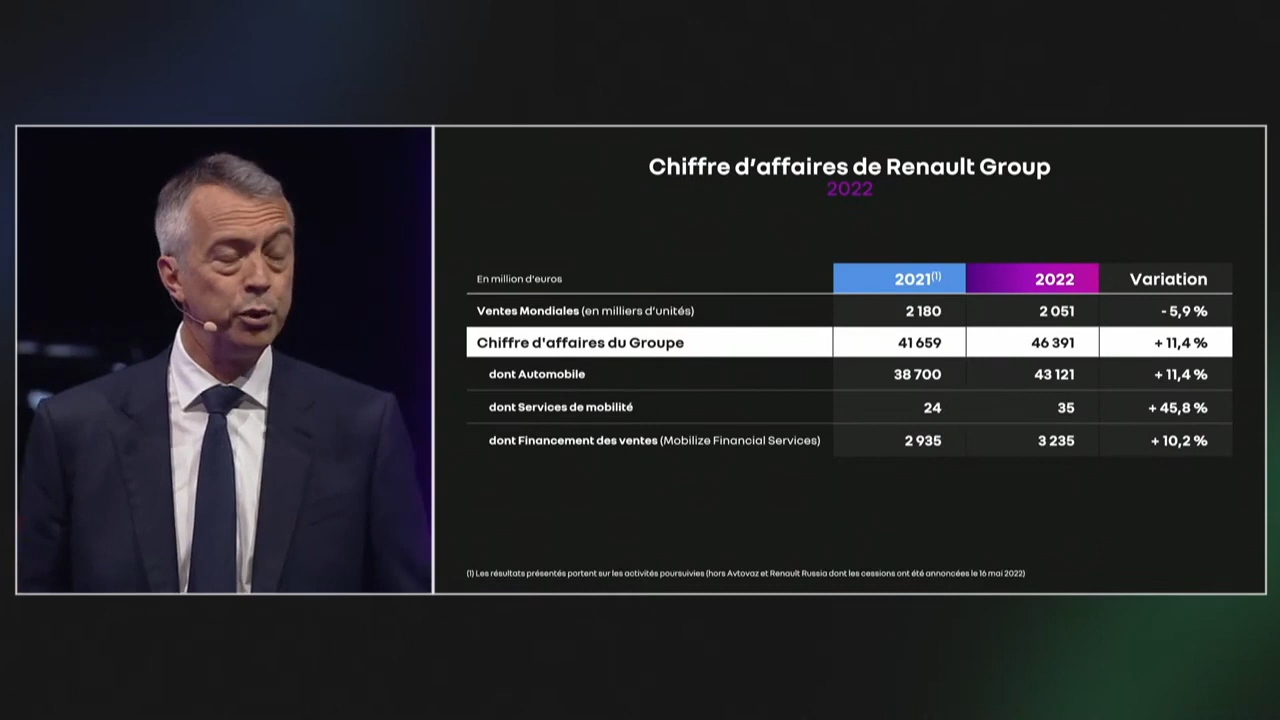 Chiffre d'affaires de Renault Group
2022
En million d'euros 2021(1) 2022 Variation
Ventes Mondiales (en milliers d'unités) 2 180 2 051 - 5,9 %
Chiffre d'affaires du Groupe 41 659 46 391 + 11,4 %
dont Automobile 38 700 43 121 + 11,4 %
dont Services de mobilité 24 35 + 45,8 %
dont Financement des ventes (Mobilize Financial Services) 2 935 3 235 + 10,2 %
(1) Les résultats présentés portent sur les activités poursuivies (hors Avtovaz et Renault Russia dont les cessions ont été annoncées le 16 mai 2022)